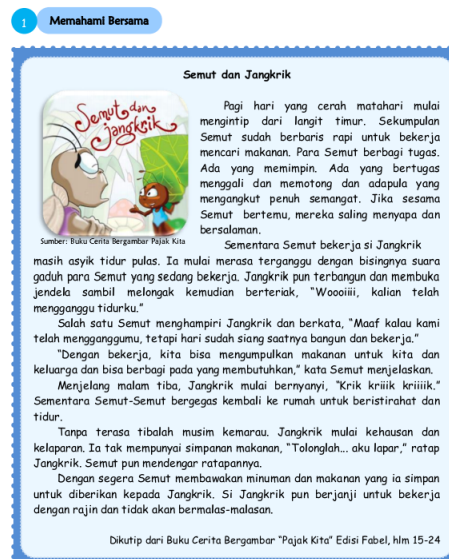 1 Memahami Bersama
Semut dan Jangkrik
Semut dan
jangkrik
Sumber: Buku Cerita Bergambar Pajak Kita
Pagi hari yang cerah matahari mulai
mengintip dari langit timur. Sekumpulan
Semut sudah berbaris rapi untuk bekerja
mencari makanan. Para Semut berbagi tugas.
Ada yang memimpin. Ada yang bertugas
menggali dan memotong dan adapula yang
mengangkut penuh semangat. Jika sesama
Semut bertemu, mereka saling menyapa dan
bersalaman.
Sementara Semut bekerja si Jangkrik
masih asyik tidur pulas. Ia mulai merasa terganggu dengan bisingnya suara
gaduh para Semut yang sedang bekerja. Jangkrik pun terbangun dan membuka
jendela sambil melongak kemudian berteriak, “Woooiiii, kalian telah
mengganggu tidurku.”
Salah satu Semut menghampiri Jangkrik dan berkata, “Maaf kalau kami
telah mengganggumu, tetapi hari sudah siang saatnya bangun dan bekerja.”
“Dengan bekerja, kita bisa mengumpulkan makanan untuk kita dan
keluarga dan bisa berbagi pada yang membutuhkan,” kata Semut menjelaskan.
Menjelang malam tiba, Jangkrik mulai bernyanyi, “Krik kriiik kriiiik.”
Sementara Semut-Semut bergegas kembali ke rumah untuk beristirahat dan
tidur.
Tanpa terasa tibalah musim kemarau. Jangkrik mulai kehausan dan
kelaparan. Ia tak mempunyai simpanan makanan, “Tolonglah... aku lapar,” ratap
Jangkrik. Semut pun mendengar ratapannya.
Dengan segera Semut membawakan minuman dan makanan yang ia simpan
untuk diberikan kepada Jangkrik. Si Jangkrik pun berjanji untuk bekerja
dengan rajin dan tidak akan bermalas-malasan.
Dikutip dari Buku Cerita Bergambar “Pajak Kita” Edisi Fabel, hlm 15-24